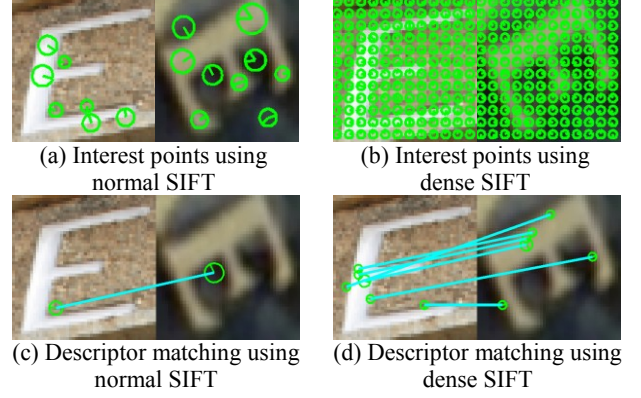 (a) Interest points using
normal SIFT
(b) Interest points using
dense SIFT
(c) Descriptor matching using
normal SIFT
(d) Descriptor matching using
dense SIFT